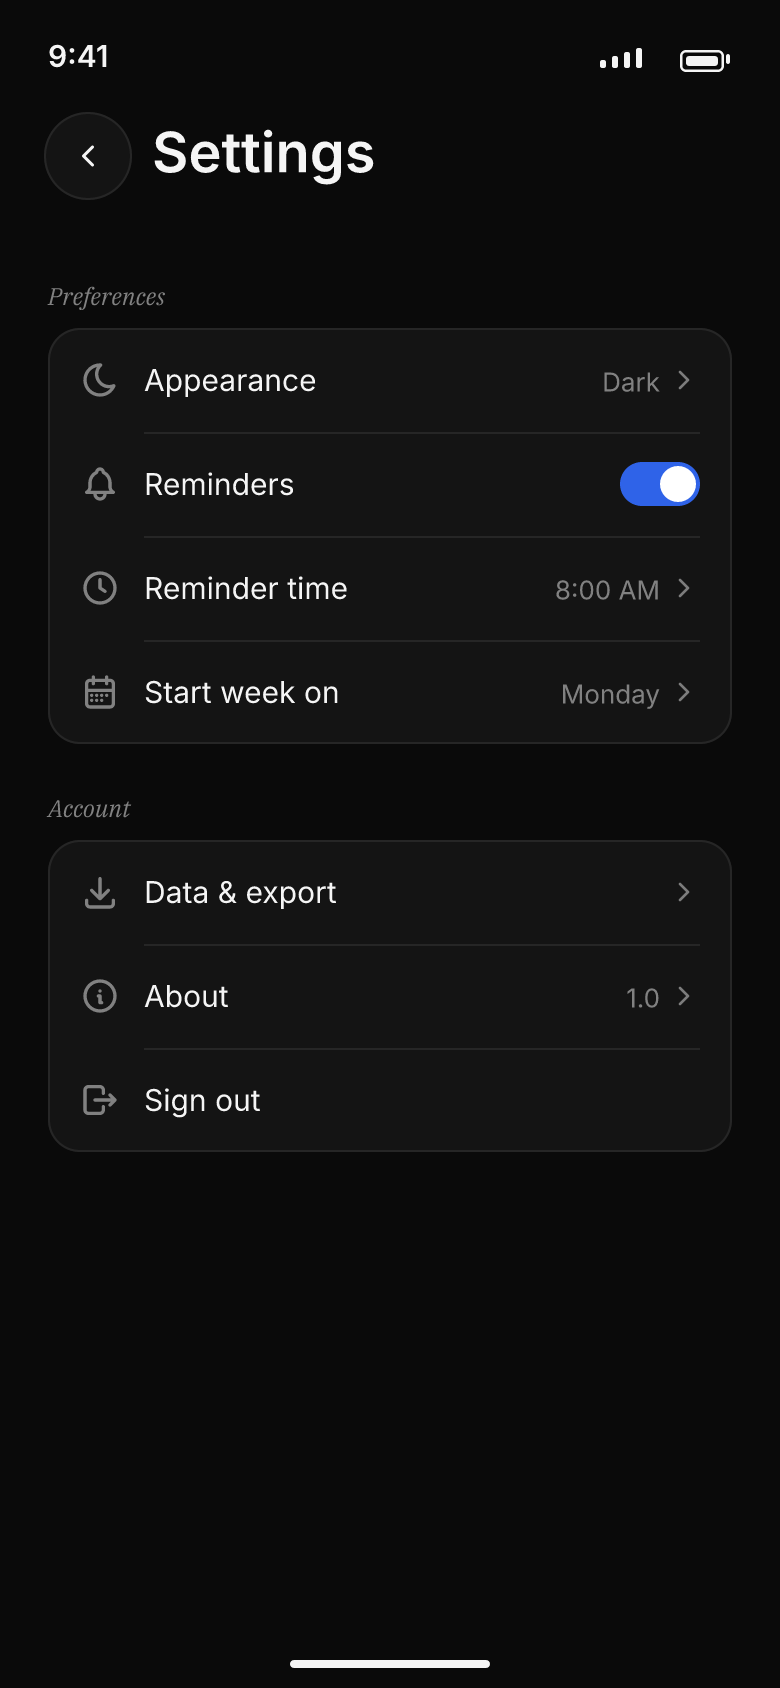 9:41
Settings
Preferences
Appearance Dark
Reminders
Reminder time 8:00 AM
Start week on Monday
Account
Data & export
About 1.0
Sign out